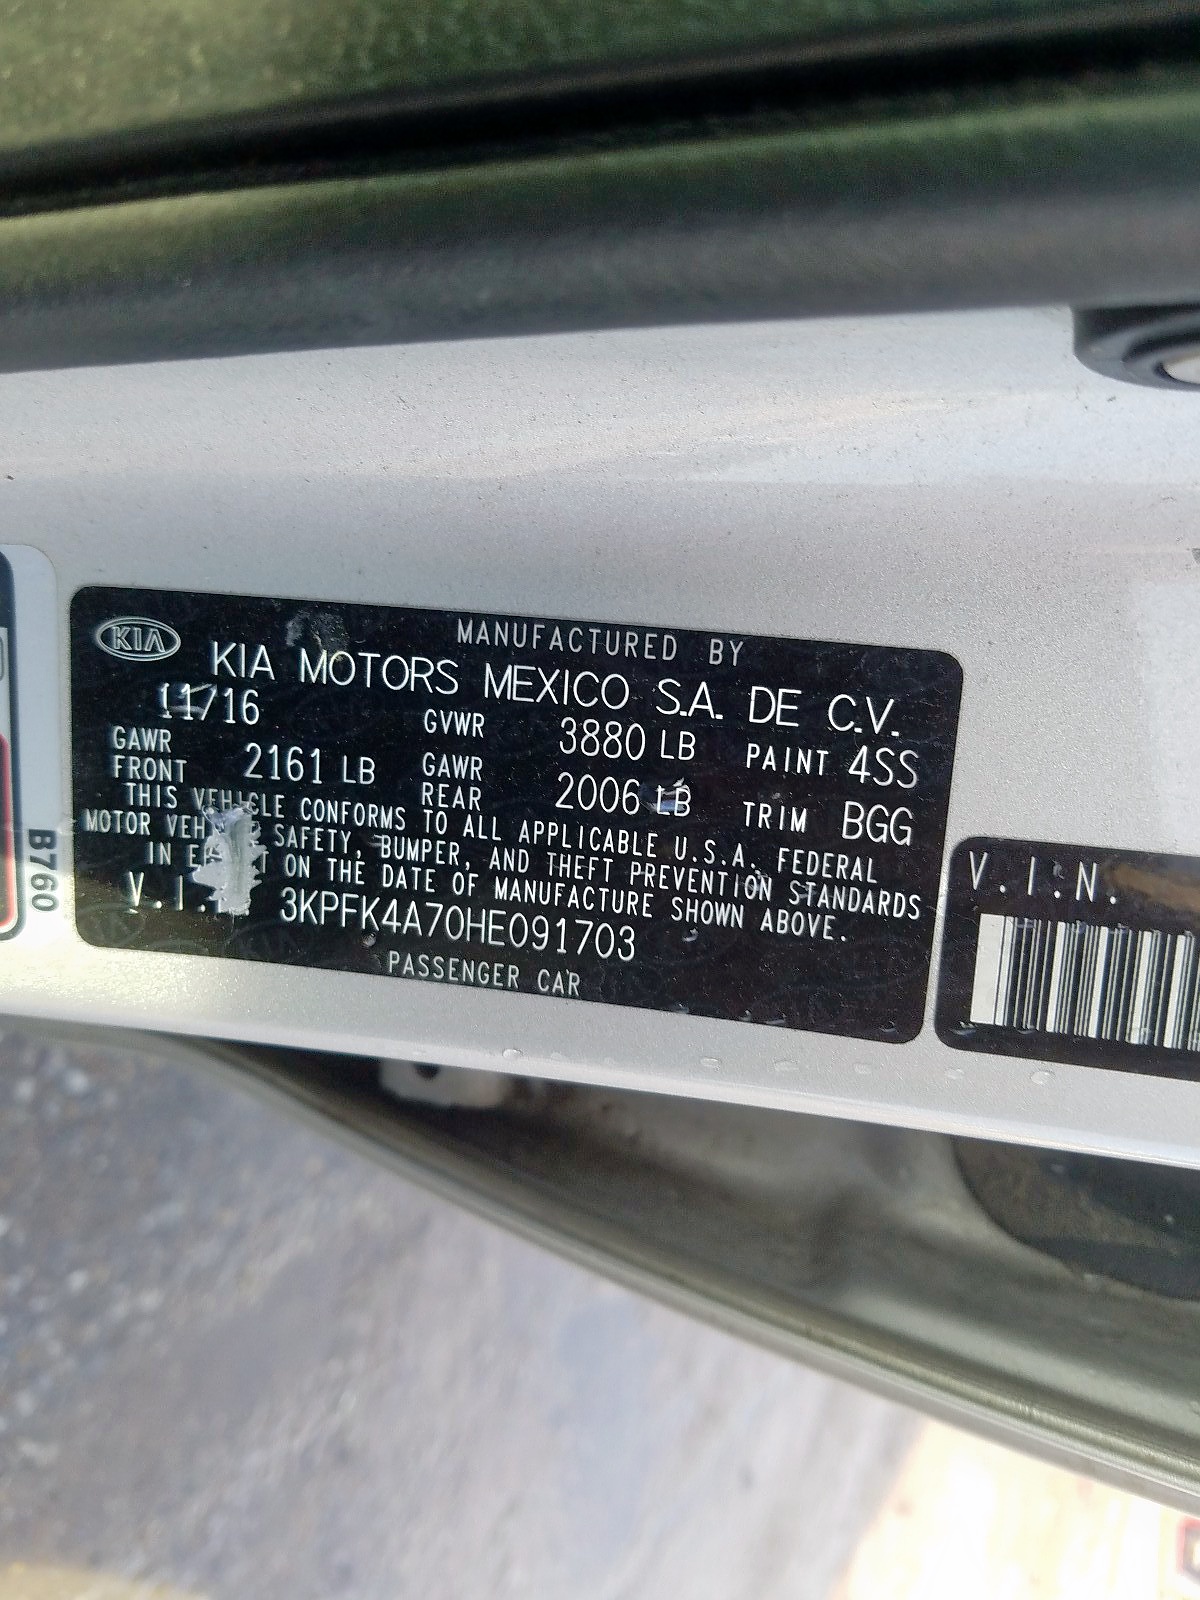 KIA
MANUFACTURED BY
KIA MOTORS MEXICO S.A. DE C.V.
11/16 GVWR 3880 LB PAINT 4SS
GAWR FRONT 2161 LB GAWR REAR 2006 LB TRIM BGG
THIS VEHICLE CONFORMS TO ALL APPLICABLE U.S.A. FEDERAL
MOTOR VEHICLE SAFETY, BUMPER, AND THEFT PREVENTION STANDARDS
IN EFFECT ON THE DATE OF MANUFACTURE SHOWN ABOVE.
V.I.N 3KPFK4A70HE091703
PASSENGER CAR
V.I.N.
B760